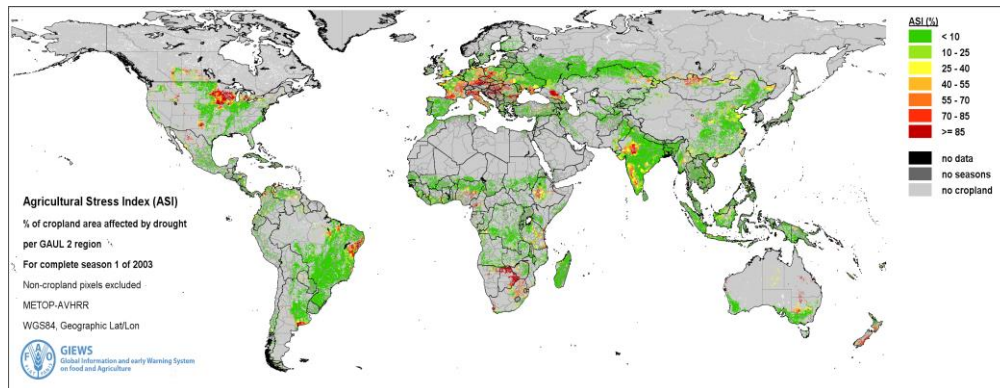 ASI (%)
< 10
10 - 25
25 - 40
40 - 55
55 - 70
70 - 85
>= 85
no data
no seasons
no cropland
Agricultural Stress Index (ASI)
% of cropland area affected by drought
per GAUL 2 region
For complete season 1 of 2003
Non-cropland pixels excluded
METOP-AVHRR
WGS84, Geographic Lat/Lon
F A O
FIAT PANIS
GIEWS
Global Information and early Warning System
on food and Agriculture